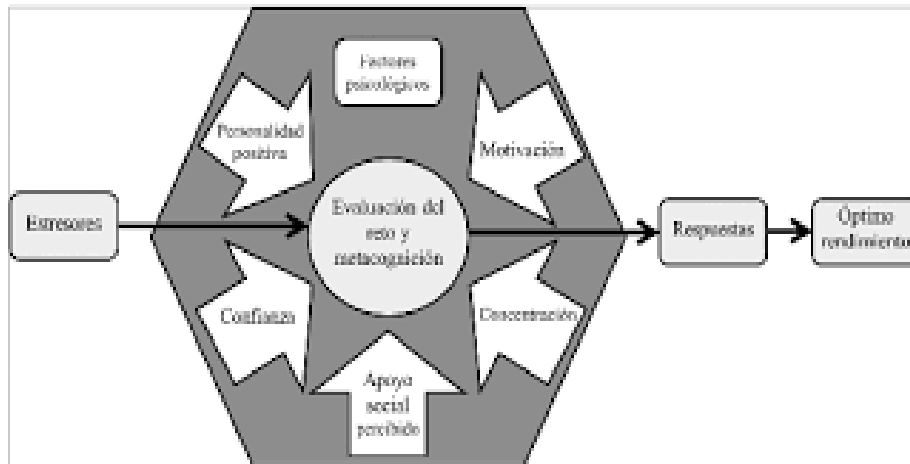 Factores
psicológicos
Personalidad
positiva
Motivación
Estresores
Evaluación del
reto y
metacognición
Respuestas
Óptimo
rendimiento
Confianza
Concentración
Apoyo
social
percibido